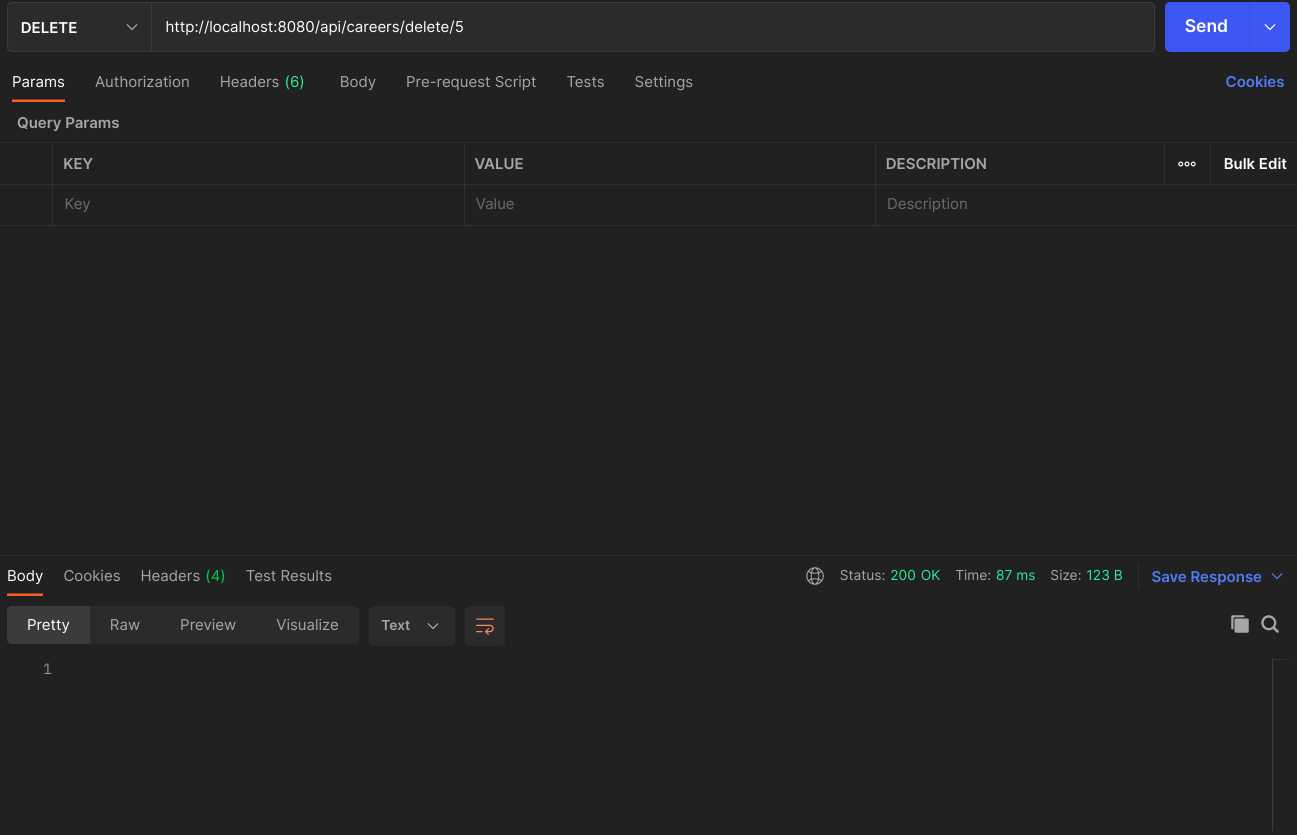 DELETE http://localhost:8080/api/careers/delete/5 Send
Params Authorization Headers (6) Body Pre-request Script Tests Settings Cookies
Query Params
KEY VALUE DESCRIPTION Bulk Edit
Key Value Description
Body Cookies Headers (4) Test Results Status: 200 OK Time: 87 ms Size: 123 B Save Response
Pretty Raw Preview Visualize Text
1